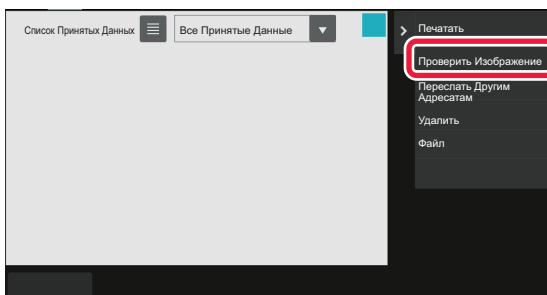 Список Принятых Данных
Все Принятые Данные
Печатать
Проверить Изображение
Переслать Другим
Адресатам
Удалить
Файл